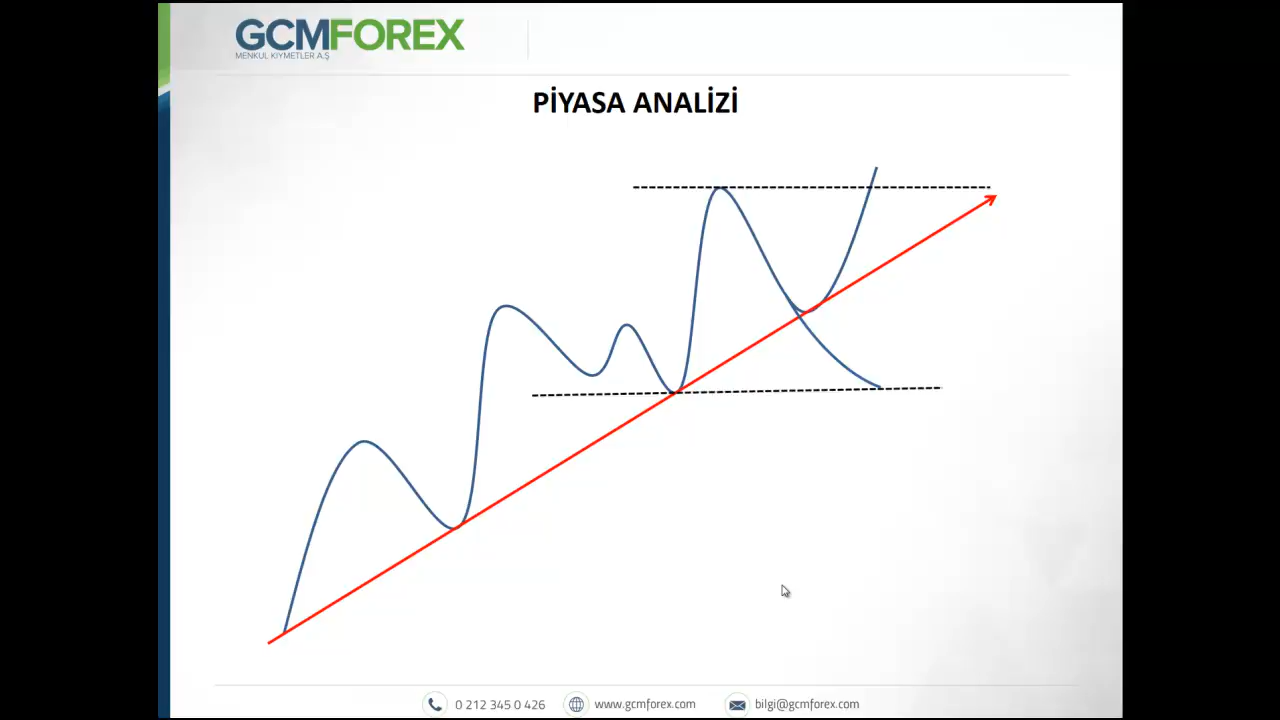 GCMFOREX
MENKUL KIYMETLER A.Ş
PİYASA ANALİZİ
0 212 345 0 426
www.gcmforex.com
bilgi@gcmforex.com